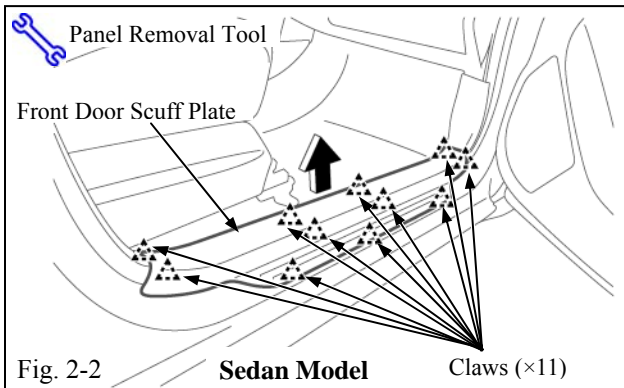 Panel Removal Tool
Front Door Scuff Plate
Fig. 2-2
Sedan Model
Claws (×11)